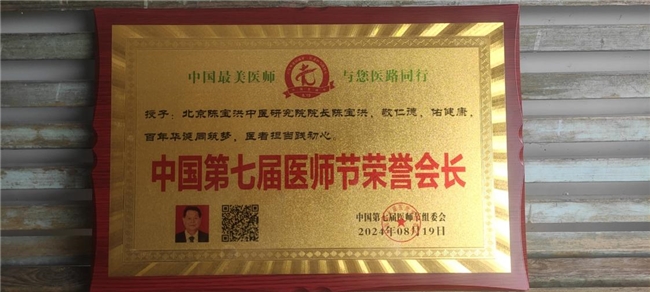 中国最美医师 与您医路同行
授予：北京陈宝洪中医研究院院长陈宝洪，敬仁德，佑健康，
百年华诞同筑梦，医者担当践初心。
中国第七届医师节荣誉会长
中国第七届医师节组委会
2024年08月19日